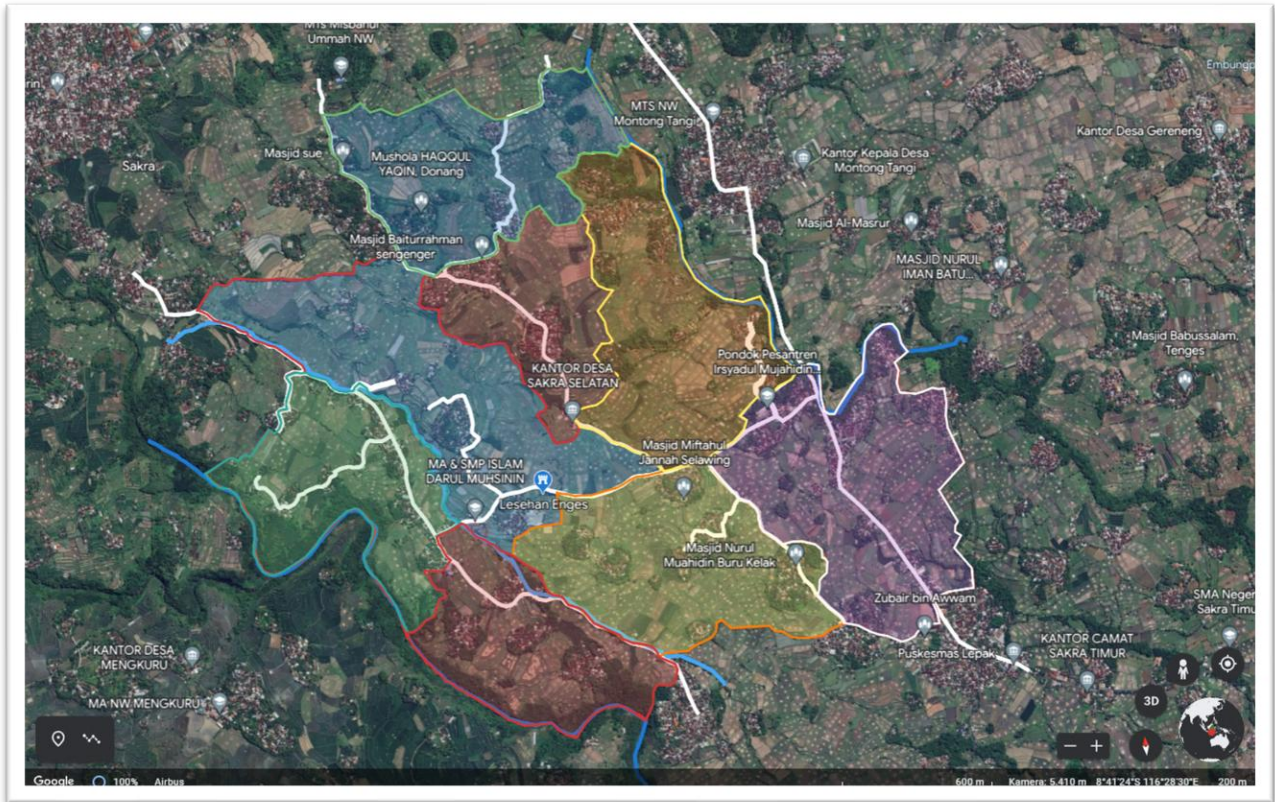 MTs Misbahul
Ummah NW
Embungp
rin
MTS NW
Montong Tangi
Kantor Desa Gereneng
Sakra
Masjid sue
Mushola HAQQUL
YAQIN, Donang
Kantor Kepala Desa
Montong Tangi
Masjid Al-Masrur
Masjid Baiturrahman
sengenger
MASJID NURUL
IMAN BATU...
Masjid Babussalam,
Tenges
Pondok Pesantren
Irsyadul Mujahidin...
KANTOR DESA
SAKRA SELATAN
Masjid Miftahul
Jannah Selawing
MA & SMP ISLAM
DARUL MUHSININ
Lesehan Enges
Masjid Nurul
Muahidin Buru Kelak
Zubair bin Awwam
SMA Neger
Sakra Timu
KANTOR DESA
MENGKURU
Puskesmas Lepak
KANTOR CAMAT
SAKRA TIMUR
MA NW MENGKURU
3D
Google
100%
Airbus
600 m
Kamera: 5.410 m
8°41'24"S 116°28'30"E
200 m